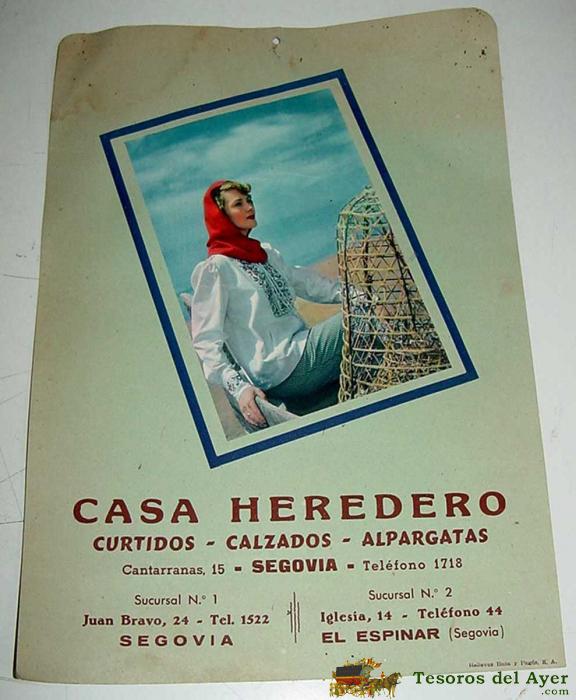 CASA HEREDERO
CURTIDOS - CALZADOS - ALPARGATAS
Cantarranas, 15 - SEGOVIA - Teléfono 1718
Sucursal N.º 1
Juan Bravo, 24 - Tel. 1522
SEGOVIA
Sucursal N.º 2
Iglesia, 14 - Teléfono 44
EL ESPINAR (Segovia)
Tesoros del Ayer
.com